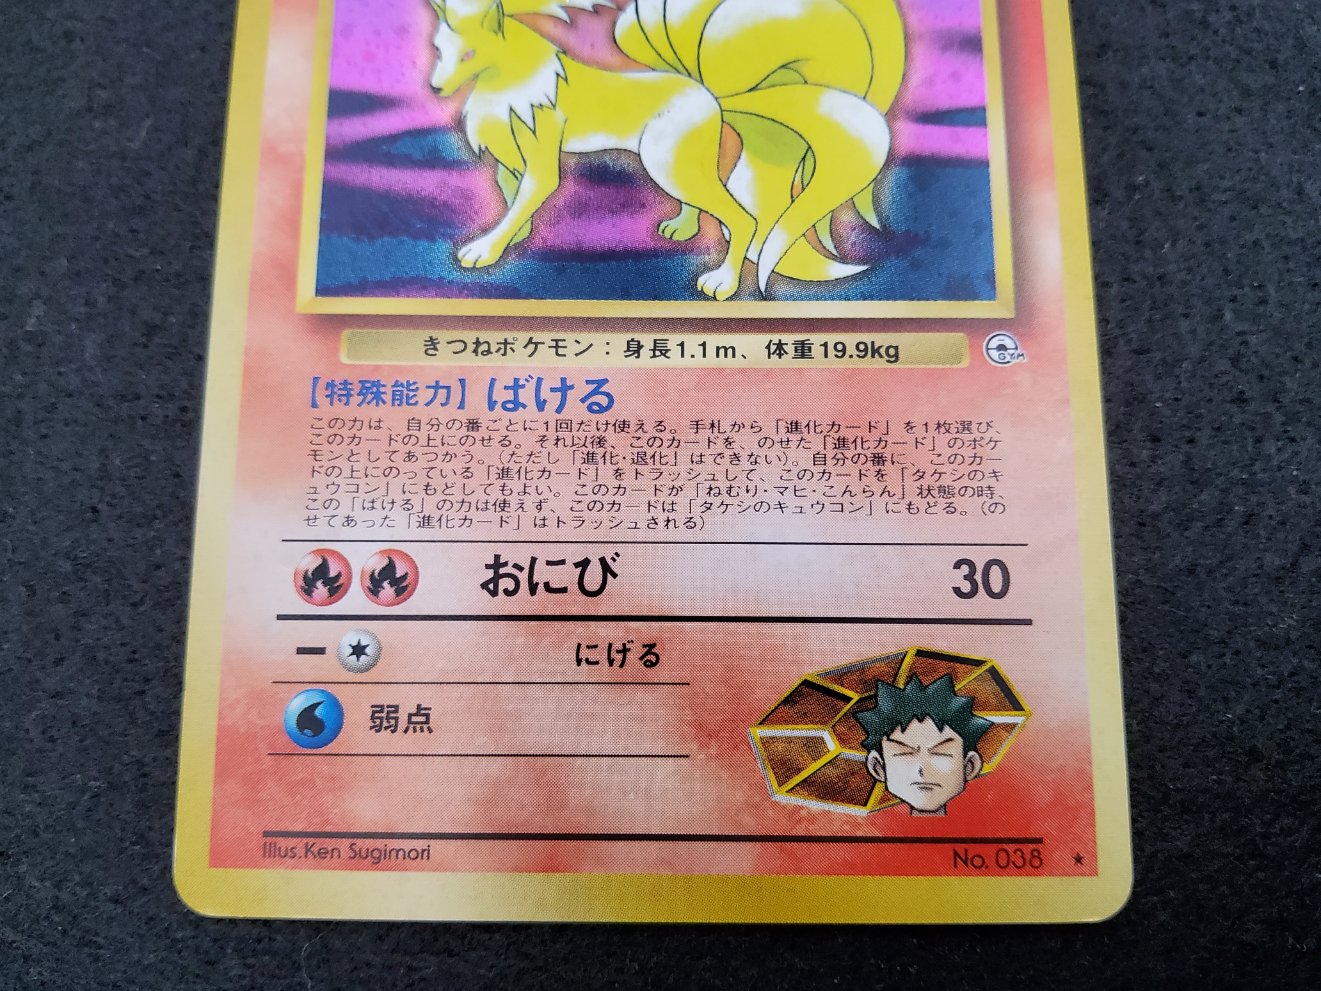 きつねポケモン：身長1.1m、体重19.9kg
GYM
【特殊能力】ばける
この力は、自分の番ごとに1回だけ使える。手札から「進化カード」を1枚選び、
このカードの上にのせる。それ以後、このカードを、のせた「進化カード」のポケ
モンとしてあつかう。（ただし「進化・退化」はできない）。自分の番に、このカー
ドの上にのっている「進化カード」をトラッシュして、このカードを「タケシのキ
ュウコン」にもどしてもよい。このカードが「ねむり・マヒ・こんらん」状態の時、
この「ばける」の力は使えず、このカードは「タケシのキュウコン」にもどる。（の
せてあった「進化カード」はトラッシュされる）
おにび 30
にげる
弱点
Illus.Ken Sugimori No. 038 ★